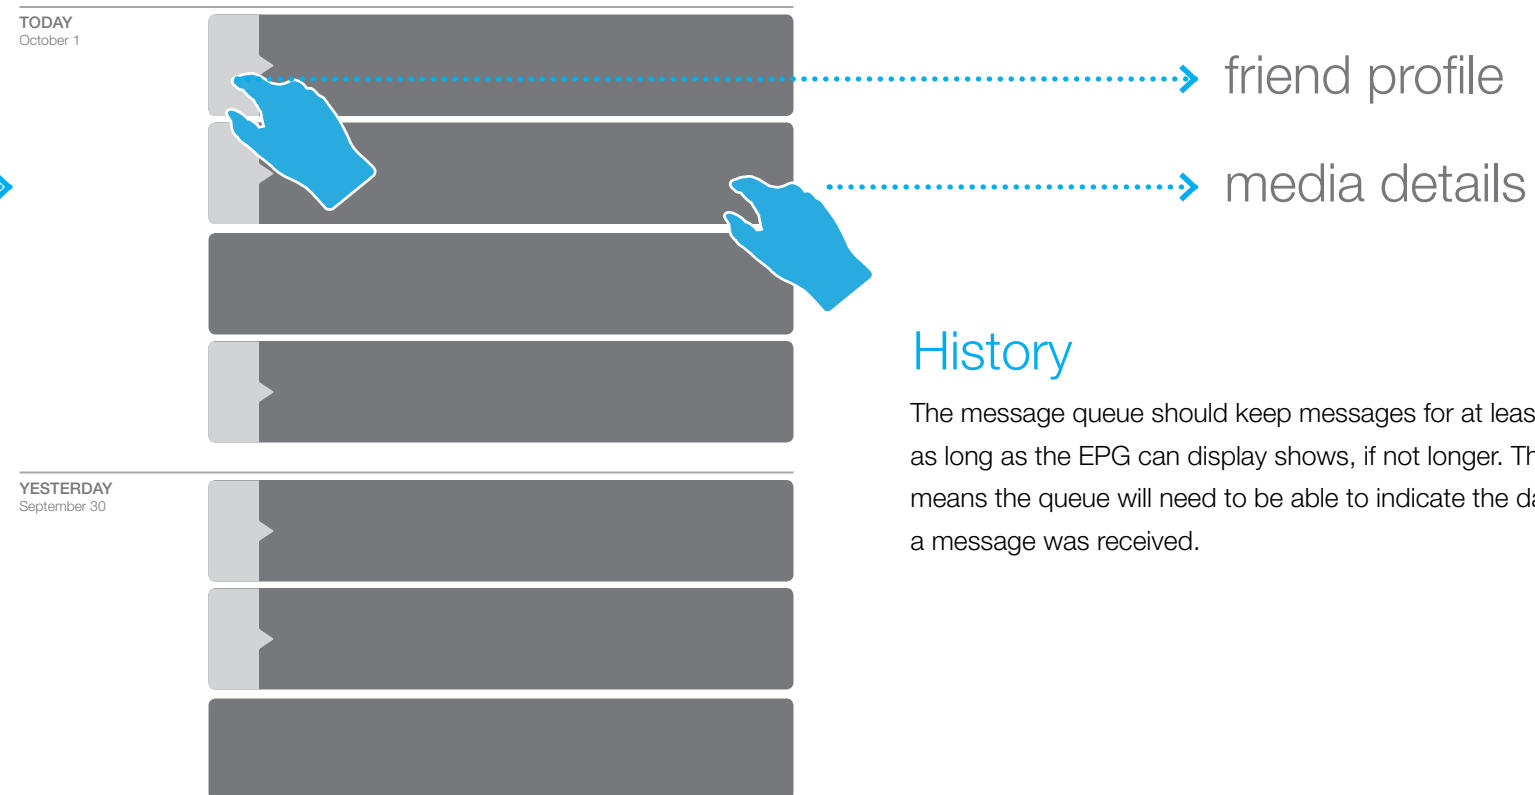 TODAY
October 1
friend profile
media details
History
The message queue should keep messages for at leas
as long as the EPG can display shows, if not longer. Th
means the queue will need to be able to indicate the da
a message was received.
YESTERDAY
September 30